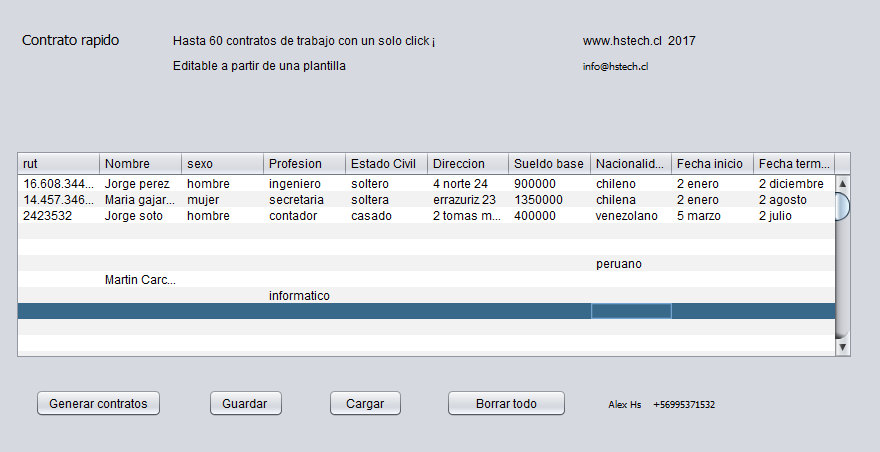 Contrato rapido Hasta 60 contratos de trabajo con un solo click ¡ www.hstech.cl 2017
Editable a partir de una plantilla info@hstech.cl
rut Nombre sexo Profesion Estado Civil Direccion Sueldo base Nacionalid... Fecha inicio Fecha term...
16.608.344... Jorge perez hombre ingeniero soltero 4 norte 24 900000 chileno 2 enero 2 diciembre
14.457.346... Maria gajar... mujer secretaria soltera errazuriz 23 1350000 chilena 2 enero 2 agosto
2423532 Jorge soto hombre contador casado 2 tomas m... 400000 venezolano 5 marzo 2 julio
peruano
Martin Carc...
informatico
Generar contratos Guardar Cargar Borrar todo Alex Hs +56995371532